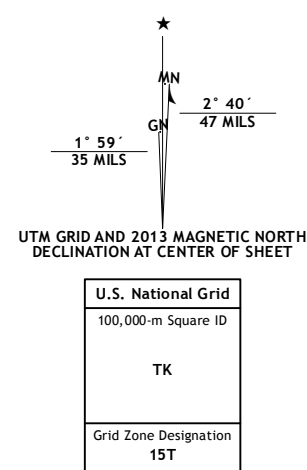 ★
MN
GN
2° 40´
47 MILS
1° 59´
35 MILS
UTM GRID AND 2013 MAGNETIC NORTH
DECLINATION AT CENTER OF SHEET
U.S. National Grid
100,000-m Square ID
TK
Grid Zone Designation
15T